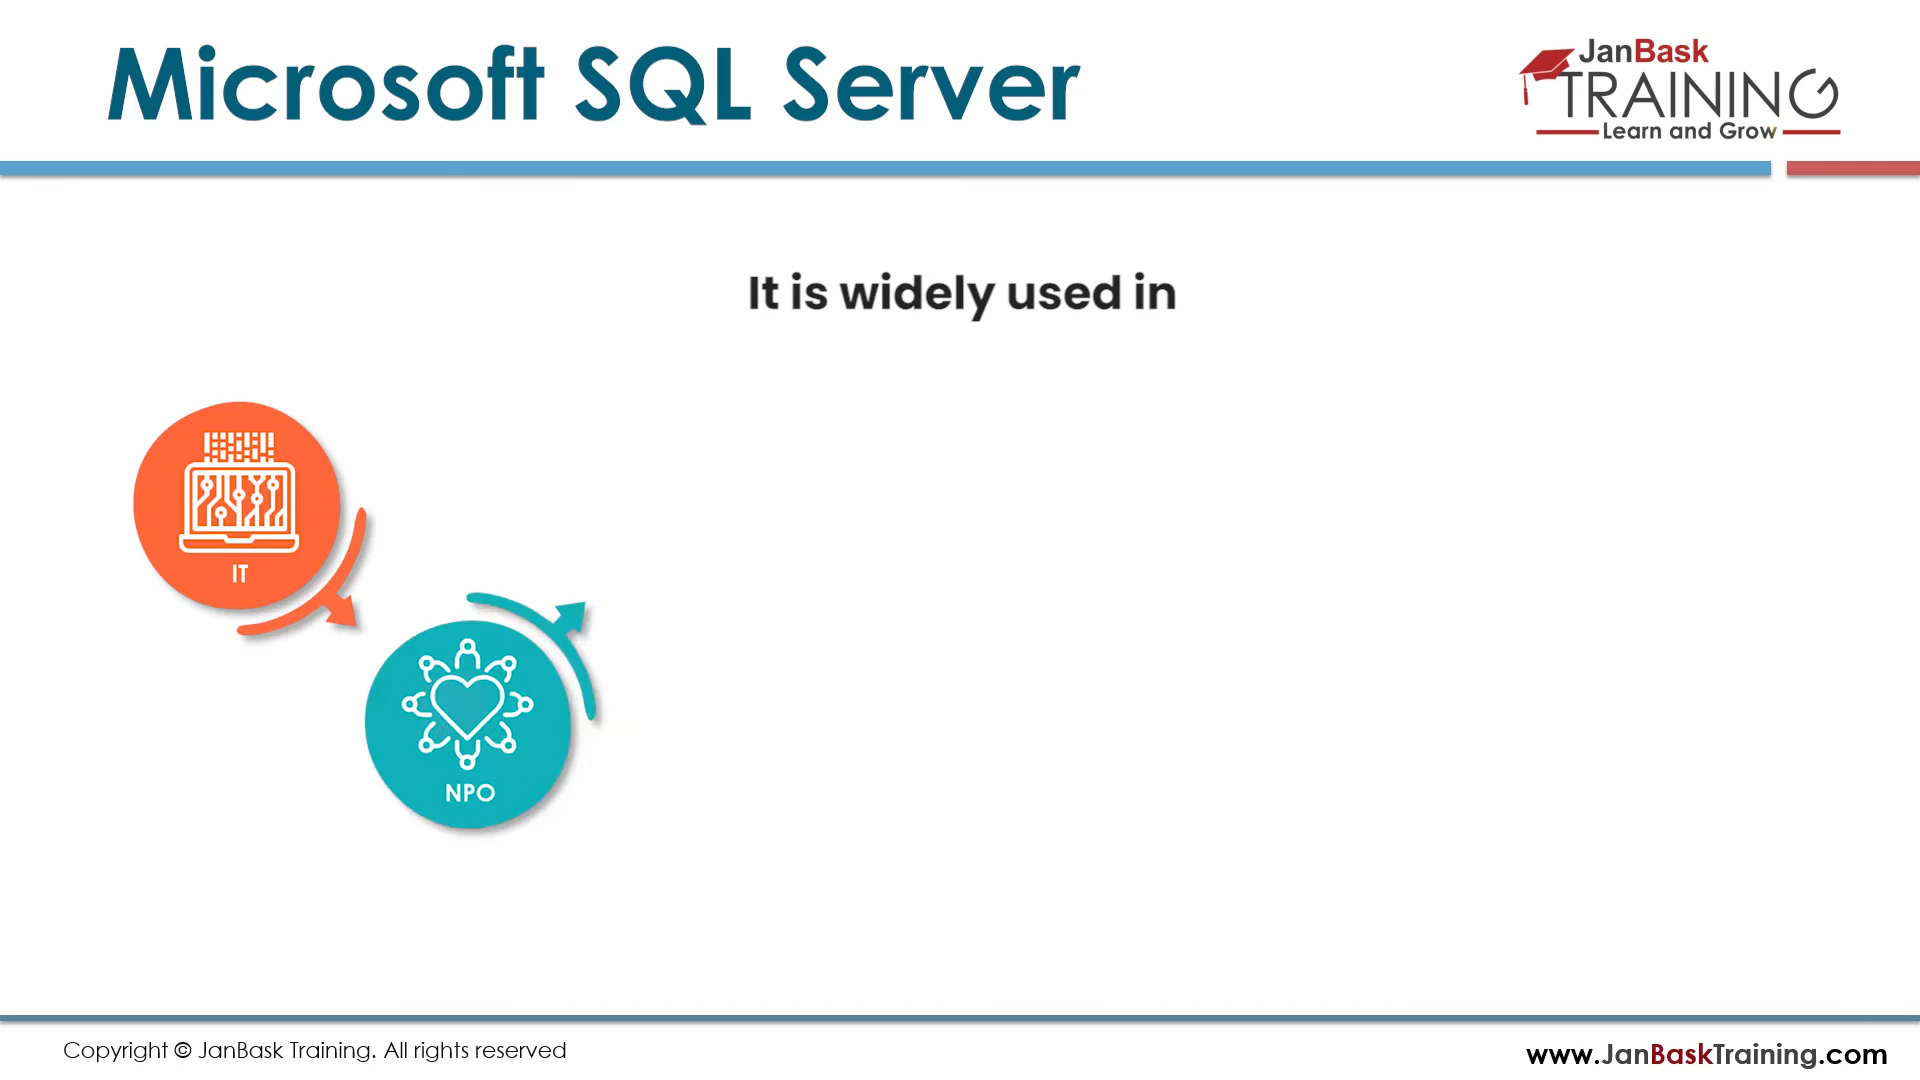 Microsoft SQL Server
JanBask
TRAINING
Learn and Grow
It is widely used in
IT
NPO
Copyright © JanBask Training. All rights reserved
www.JanBaskTraining.com